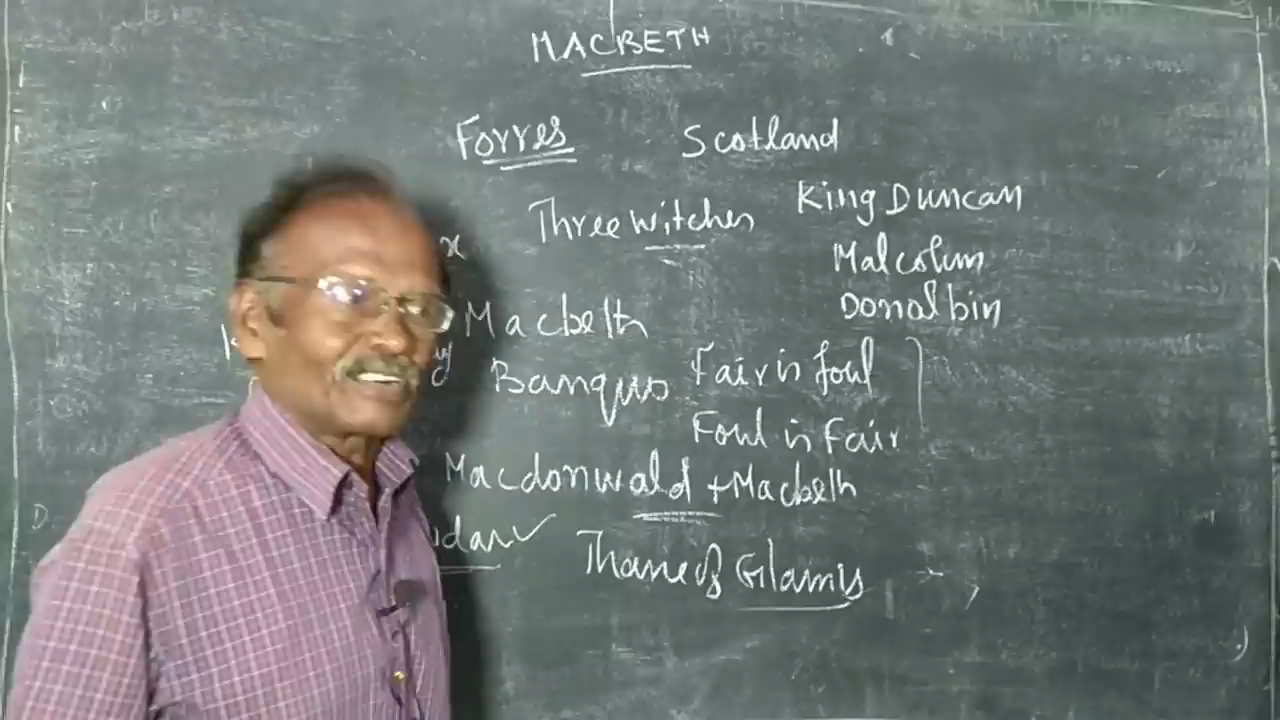 MACBETH
Forres Scotland
Three witches King Duncan
x Malcolum
Donalbin
Macbeth
Banquo Fair is foul
Foul is Fair
Macdonwald + Macbeth
Thane of Glamis